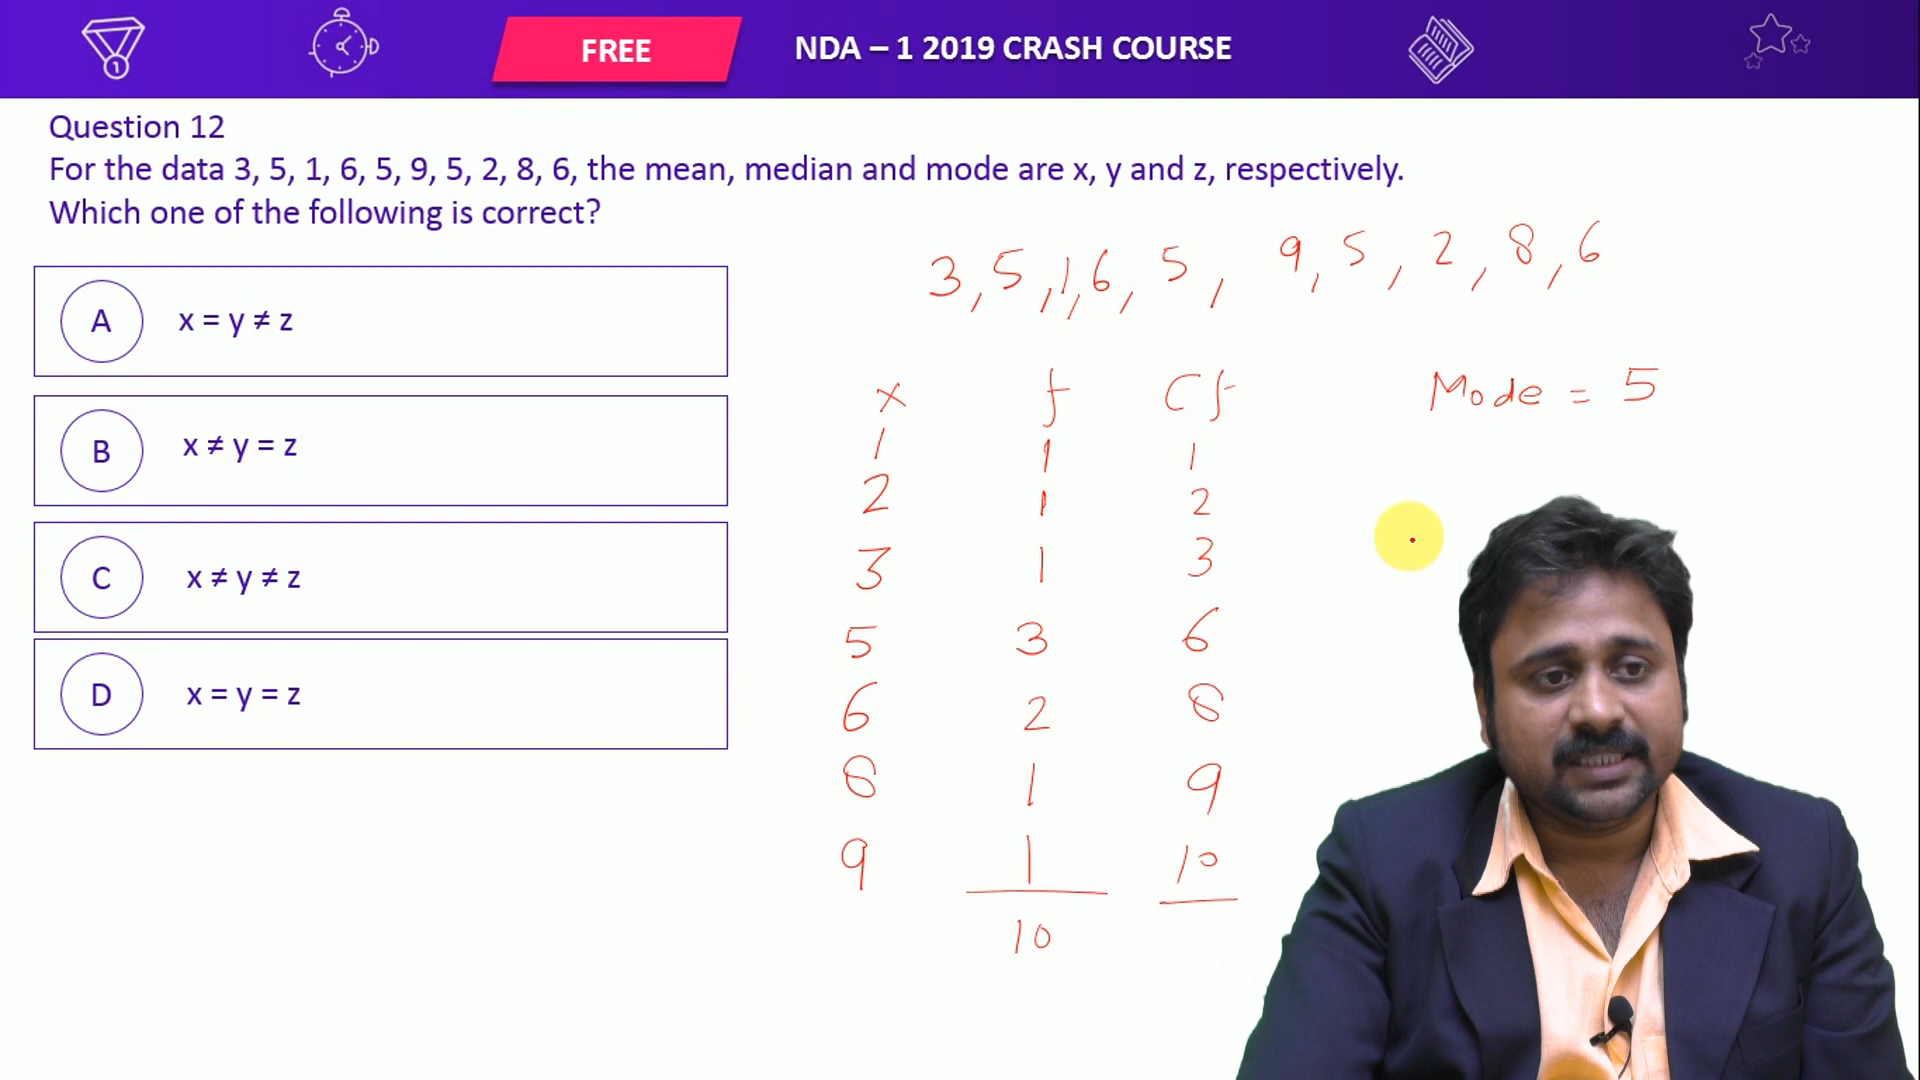 FREE
NDA – 1 2019 CRASH COURSE
Question 12
For the data 3, 5, 1, 6, 5, 9, 5, 2, 8, 6, the mean, median and mode are x, y and z, respectively.
Which one of the following is correct?
A x = y ≠ z
B x ≠ y = z
C x ≠ y ≠ z
D x = y = z
3, 5, 1, 6, 5, 9, 5, 2, 8, 6
x f Cf
1 1 1
2 1 2
3 1 3
5 3 6
6 2 8
8 1 9
9 1 10
10
Mode = 5
1